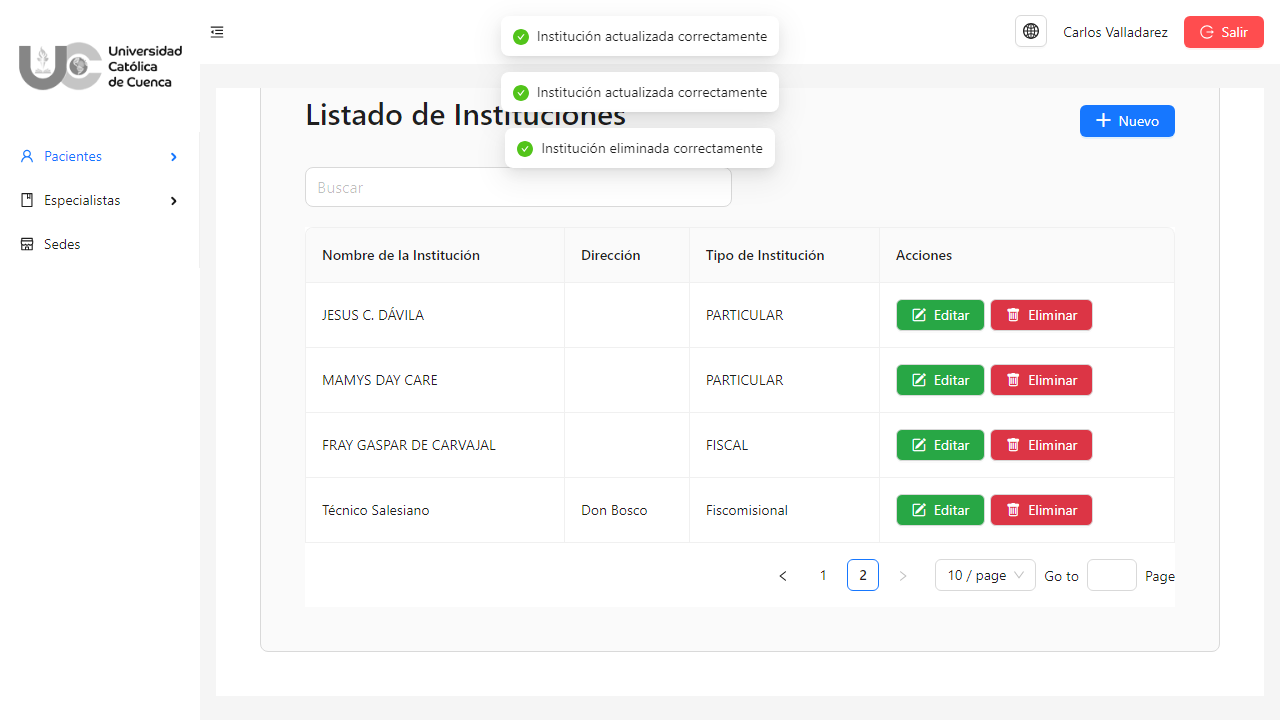 Universidad
Católica
de Cuenca
UC
Institución actualizada correctamente
Carlos Valladarez
Salir
Institución actualizada correctamente
Listado de Instituciones
Nuevo
Institución eliminada correctamente
Pacientes
Especialistas
Sedes
Buscar
Nombre de la Institución Dirección Tipo de Institución Acciones
JESUS C. DÁVILA PARTICULAR Editar Eliminar
MAMYS DAY CARE PARTICULAR Editar Eliminar
FRAY GASPAR DE CARVAJAL FISCAL Editar Eliminar
Técnico Salesiano Don Bosco Fiscomisional Editar Eliminar
< 1 2 > 10 / page Go to Page